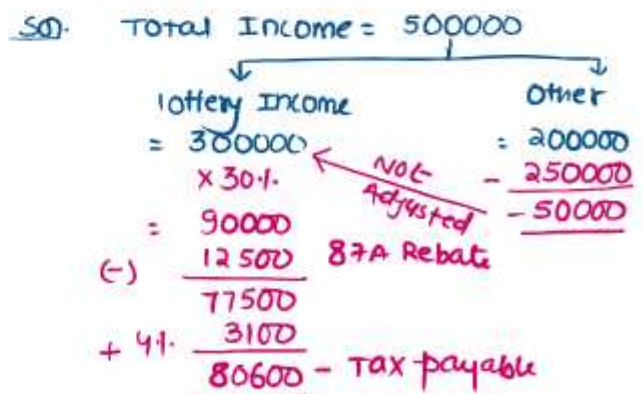 Sol. Total Income = 500000
lottery Income
Other
= 300000
= 200000
x 30%
Not Adjusted
- 250000
= 90000
- 50000
(-) 12500 87A Rebate
77500
+ 4% 3100
80600 - Tax payable